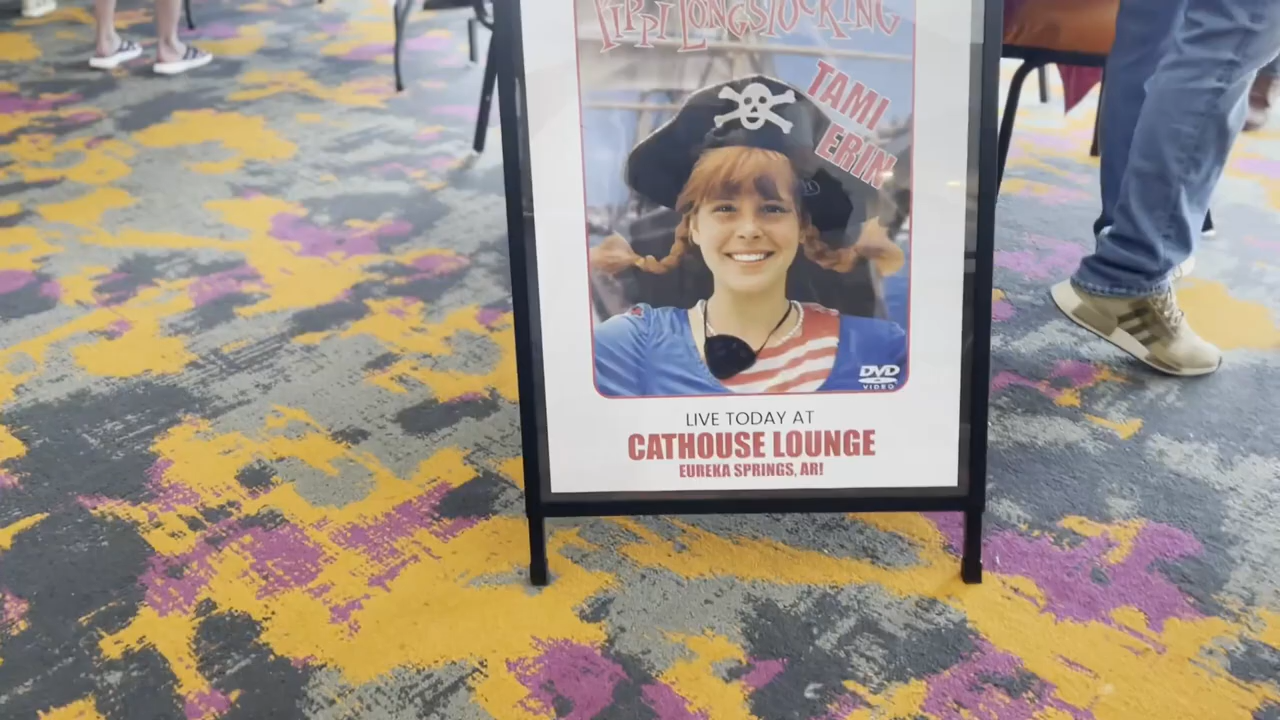 PIPPI LONGSTOCKING
TAMI
ERIN
DVD
VIDEO
LIVE TODAY AT
CATHOUSE LOUNGE
EUREKA SPRINGS, AR!